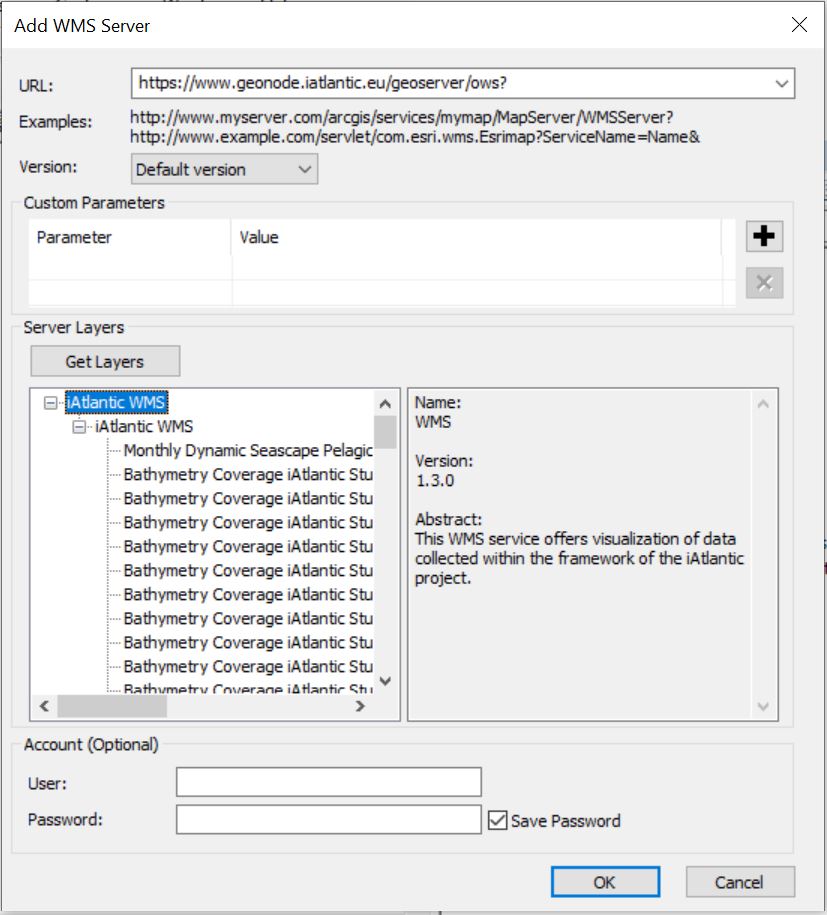 Add WMS Server
URL:
https://www.geonode.iatlantic.eu/geoserver/ows?
Examples:
http://www.myserver.com/arcgis/services/mymap/MapServer/WMSServer?
http://www.example.com/servlet/com.esri.wms.Esrimap?ServiceName=Name&
Version:
Default version
Custom Parameters
Parameter Value
Server Layers
Get Layers
iAtlantic WMS
iAtlantic WMS
Monthly Dynamic Seascape Pelagic
Bathymetry Coverage iAtlantic Stu
Bathymetry Coverage iAtlantic Stu
Bathymetry Coverage iAtlantic Stu
Bathymetry Coverage iAtlantic Stu
Bathymetry Coverage iAtlantic Stu
Bathymetry Coverage iAtlantic Stu
Bathymetry Coverage iAtlantic Stu
Bathymetry Coverage iAtlantic Stu
Bathymetry Coverage iAtlantic Stu
Bathymetry Coverage iAtlantic Stu
Name:
WMS
Version:
1.3.0
Abstract:
This WMS service offers visualization of data
collected within the framework of the iAtlantic
project.
Account (Optional)
User:
Password:
Save Password
OK
Cancel